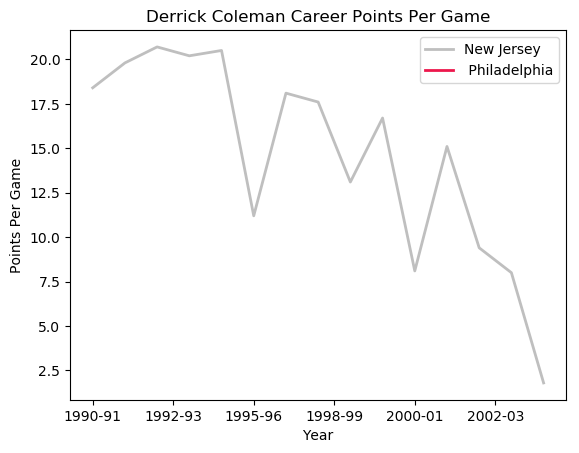 Derrick Coleman Career Points Per Game
New Jersey
Philadelphia
Points Per Game
20.0
17.5
15.0
12.5
10.0
7.5
5.0
2.5
1990-91 1992-93 1995-96 1998-99 2000-01 2002-03
Year